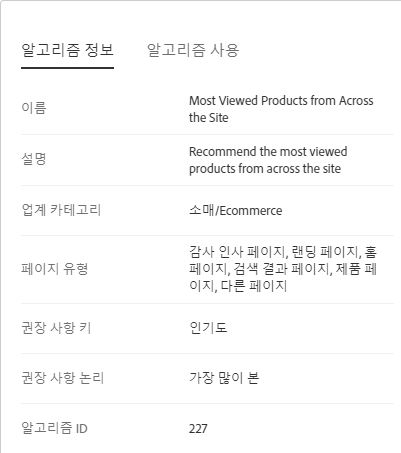 알고리즘 정보 알고리즘 사용
이름 Most Viewed Products from Across
the Site
설명 Recommend the most viewed
products from across the site
업계 카테고리 소매/Ecommerce
페이지 유형 감사 인사 페이지, 랜딩 페이지, 홈
페이지, 검색 결과 페이지, 제품 페
이지, 다른 페이지
권장 사항 키 인기도
권장 사항 논리 가장 많이 본
알고리즘 ID 227